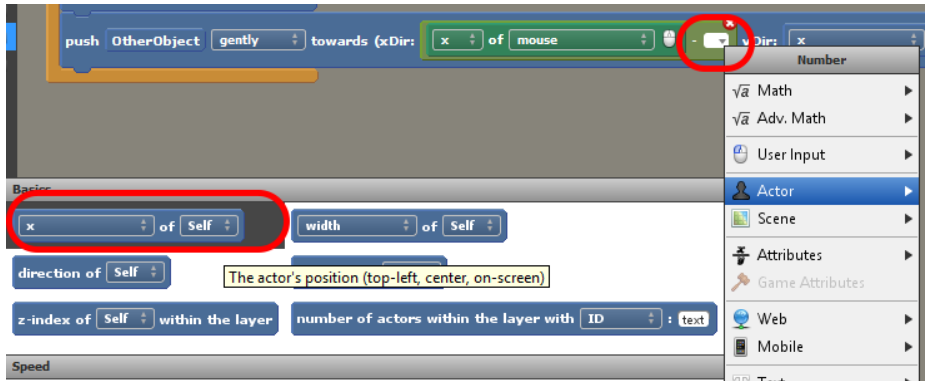 push OtherObject gently towards (xDir: x of mouse - yDir: x
Number
Math
Adv. Math
User Input
Actor
Scene
Attributes
Game Attributes
Web
Mobile
Text
Basics
x of Self
width of Self
direction of Self
The actor's position (top-left, center, on-screen)
z-index of Self within the layer
number of actors within the layer with ID : text
Speed